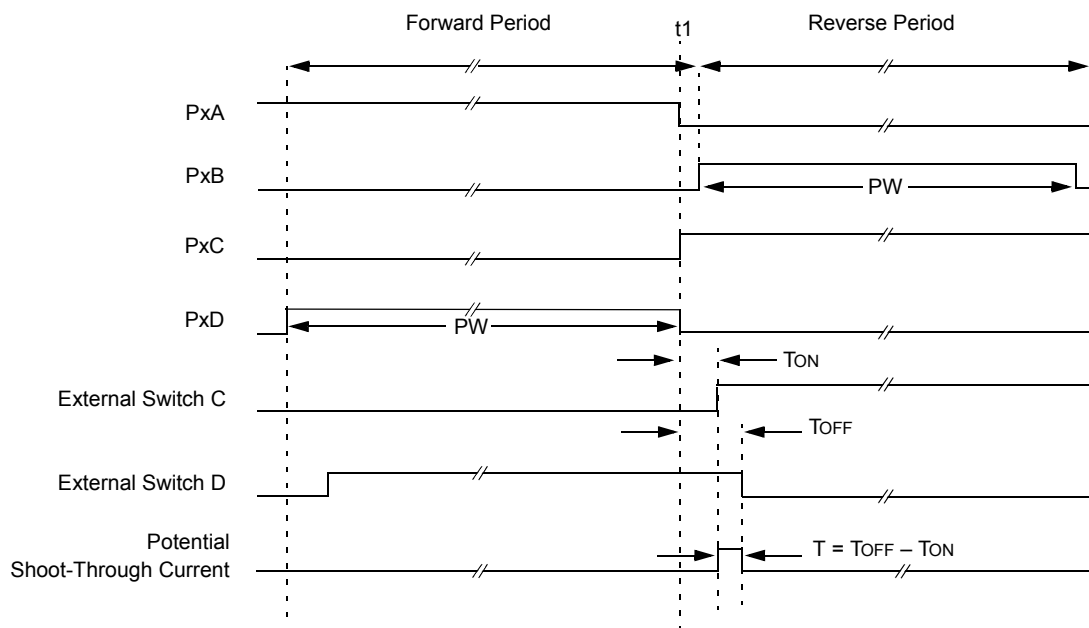 Forward Period
t1
Reverse Period
PxA
PxB
PW
PxC
PxD
PW
TON
External Switch C
TOFF
External Switch D
Potential
Shoot-Through Current
T = TOFF – TON